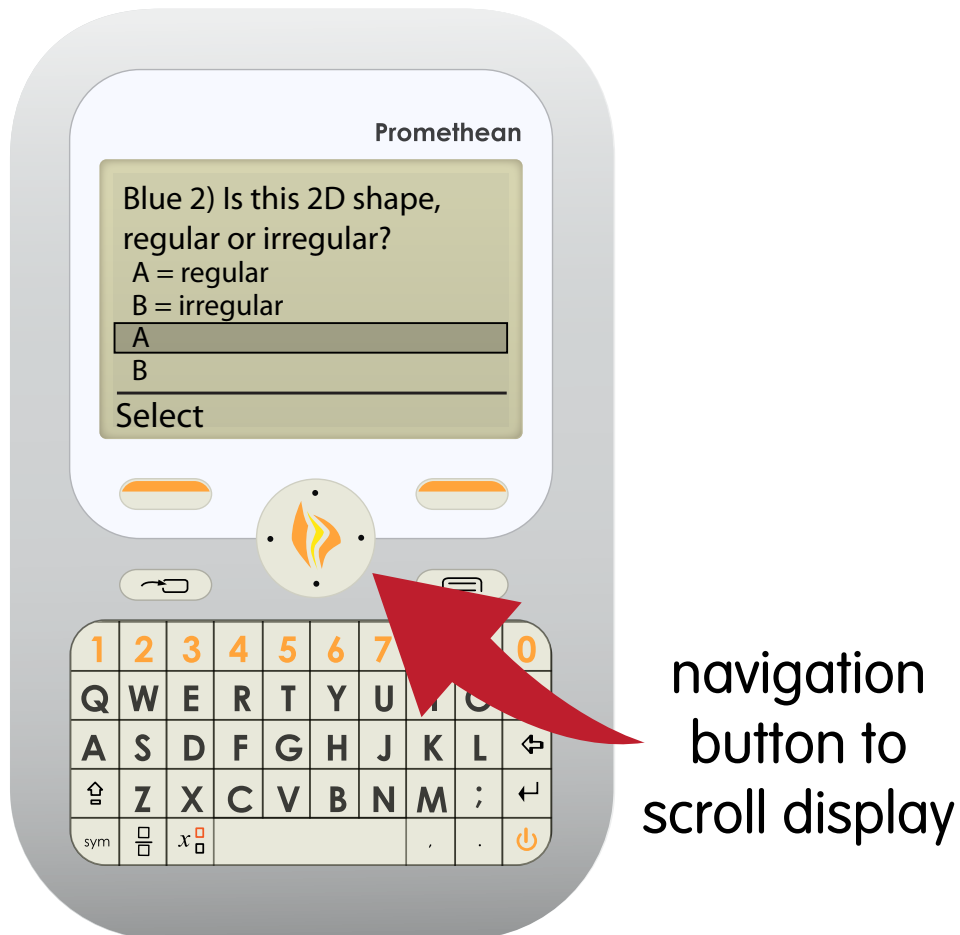 Promethean
Blue 2) Is this 2D shape,
regular or irregular?
A = regular
B = irregular
A
B
Select
1 2 3 4 5 6 7 0
Q W E R T Y U
A S D F G H J K L
Z X C V B N M ;
sym x , .
navigation
button to
scroll display